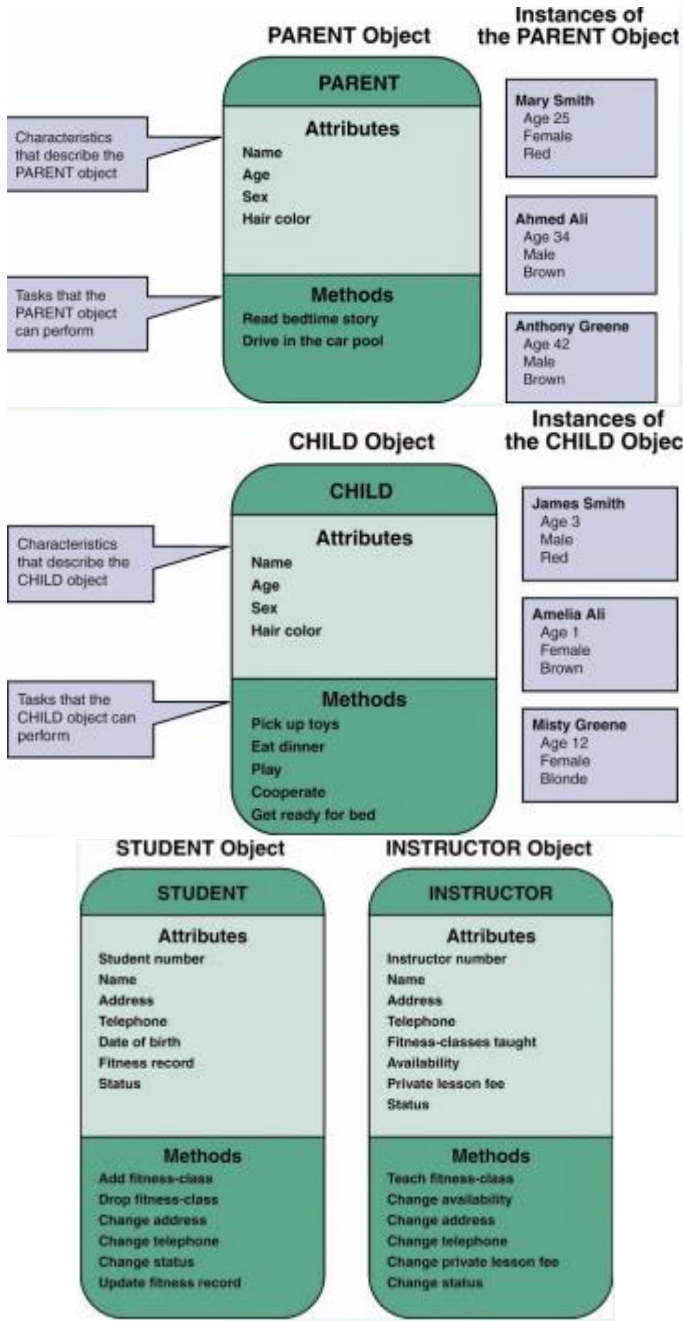 PARENT Object
Instances of
the PARENT Object
PARENT
Attributes
Name
Age
Sex
Hair color
Methods
Read bedtime story
Drive in the car pool
Characteristics
that describe the
PARENT object
Tasks that the
PARENT object
can perform
Mary Smith
Age 25
Female
Red
Ahmed Ali
Age 34
Male
Brown
Anthony Greene
Age 42
Male
Brown
CHILD Object
Instances of
the CHILD Objec
CHILD
Attributes
Name
Age
Sex
Hair color
Methods
Pick up toys
Eat dinner
Play
Cooperate
Get ready for bed
Characteristics
that describe the
CHILD object
Tasks that the
CHILD object can
perform
James Smith
Age 3
Male
Red
Amelia Ali
Age 1
Female
Brown
Misty Greene
Age 12
Female
Blonde
STUDENT Object
STUDENT
Attributes
Student number
Name
Address
Telephone
Date of birth
Fitness record
Status
Methods
Add fitness-class
Drop fitness-class
Change address
Change telephone
Change status
Update fitness record
INSTRUCTOR Object
INSTRUCTOR
Attributes
Instructor number
Name
Address
Telephone
Fitness-classes taught
Availability
Private lesson fee
Status
Methods
Teach fitness-class
Change availability
Change address
Change telephone
Change private lesson fee
Change status